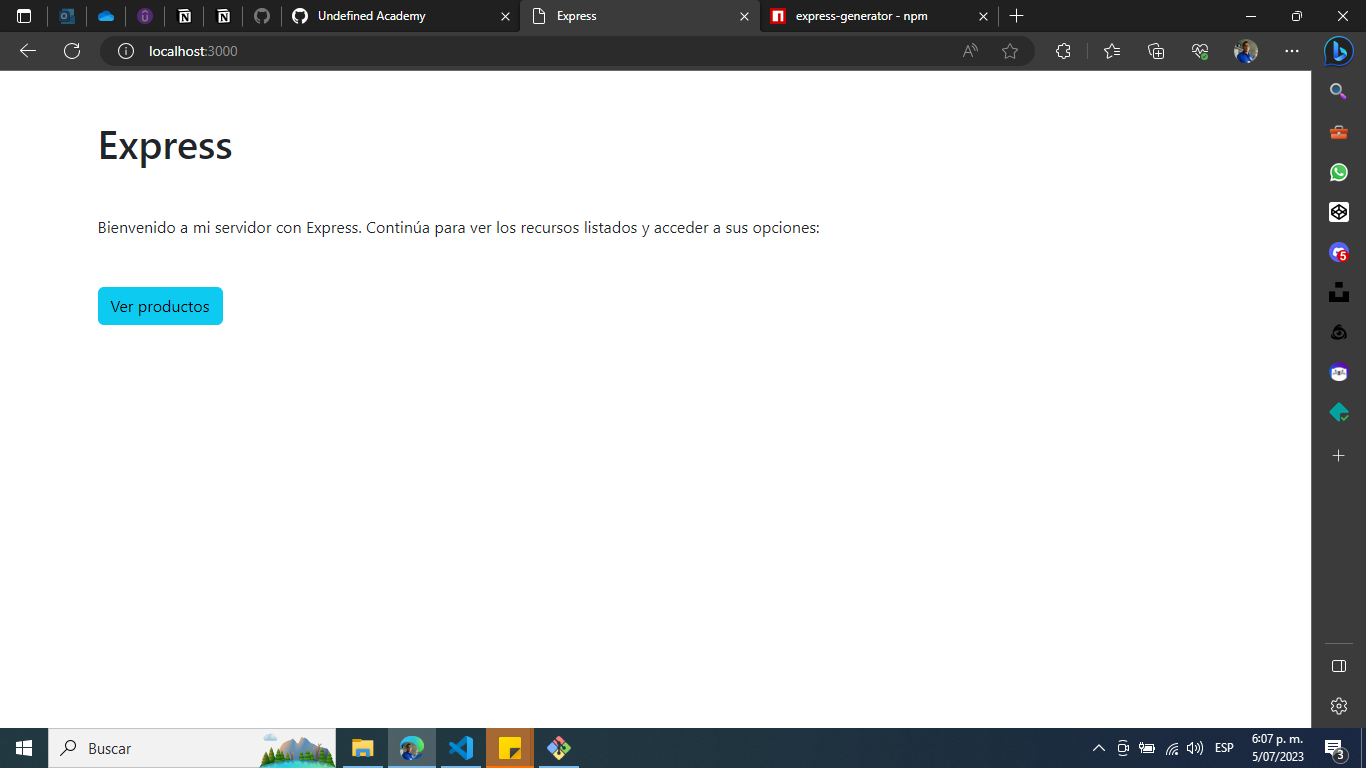 Undefined Academy
Express
express-generator - npm
localhost:3000
Express
Bienvenido a mi servidor con Express. Continúa para ver los recursos listados y acceder a sus opciones:
Ver productos
5
Buscar
ESP
6:07 p. m.
5/07/2023
3